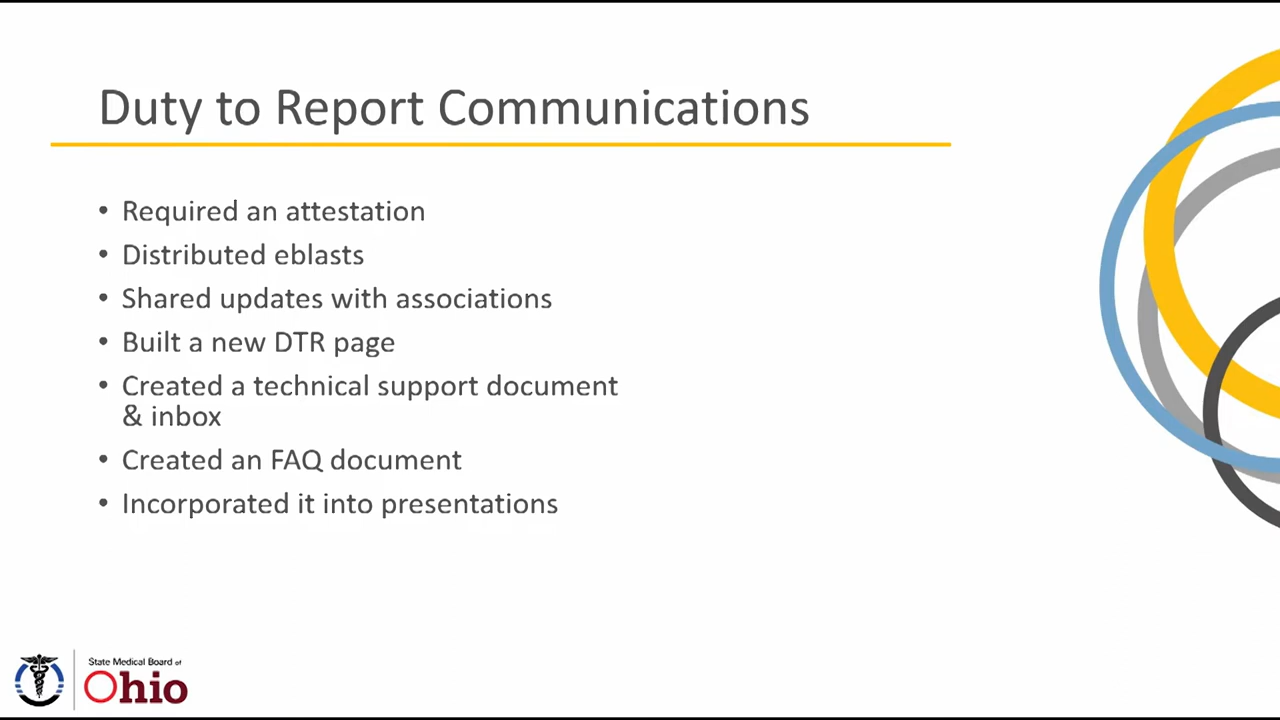 Duty to Report Communications
• Required an attestation
• Distributed eblasts
• Shared updates with associations
• Built a new DTR page
• Created a technical support document
& inbox
• Created an FAQ document
• Incorporated it into presentations
State Medical Board of
Ohio